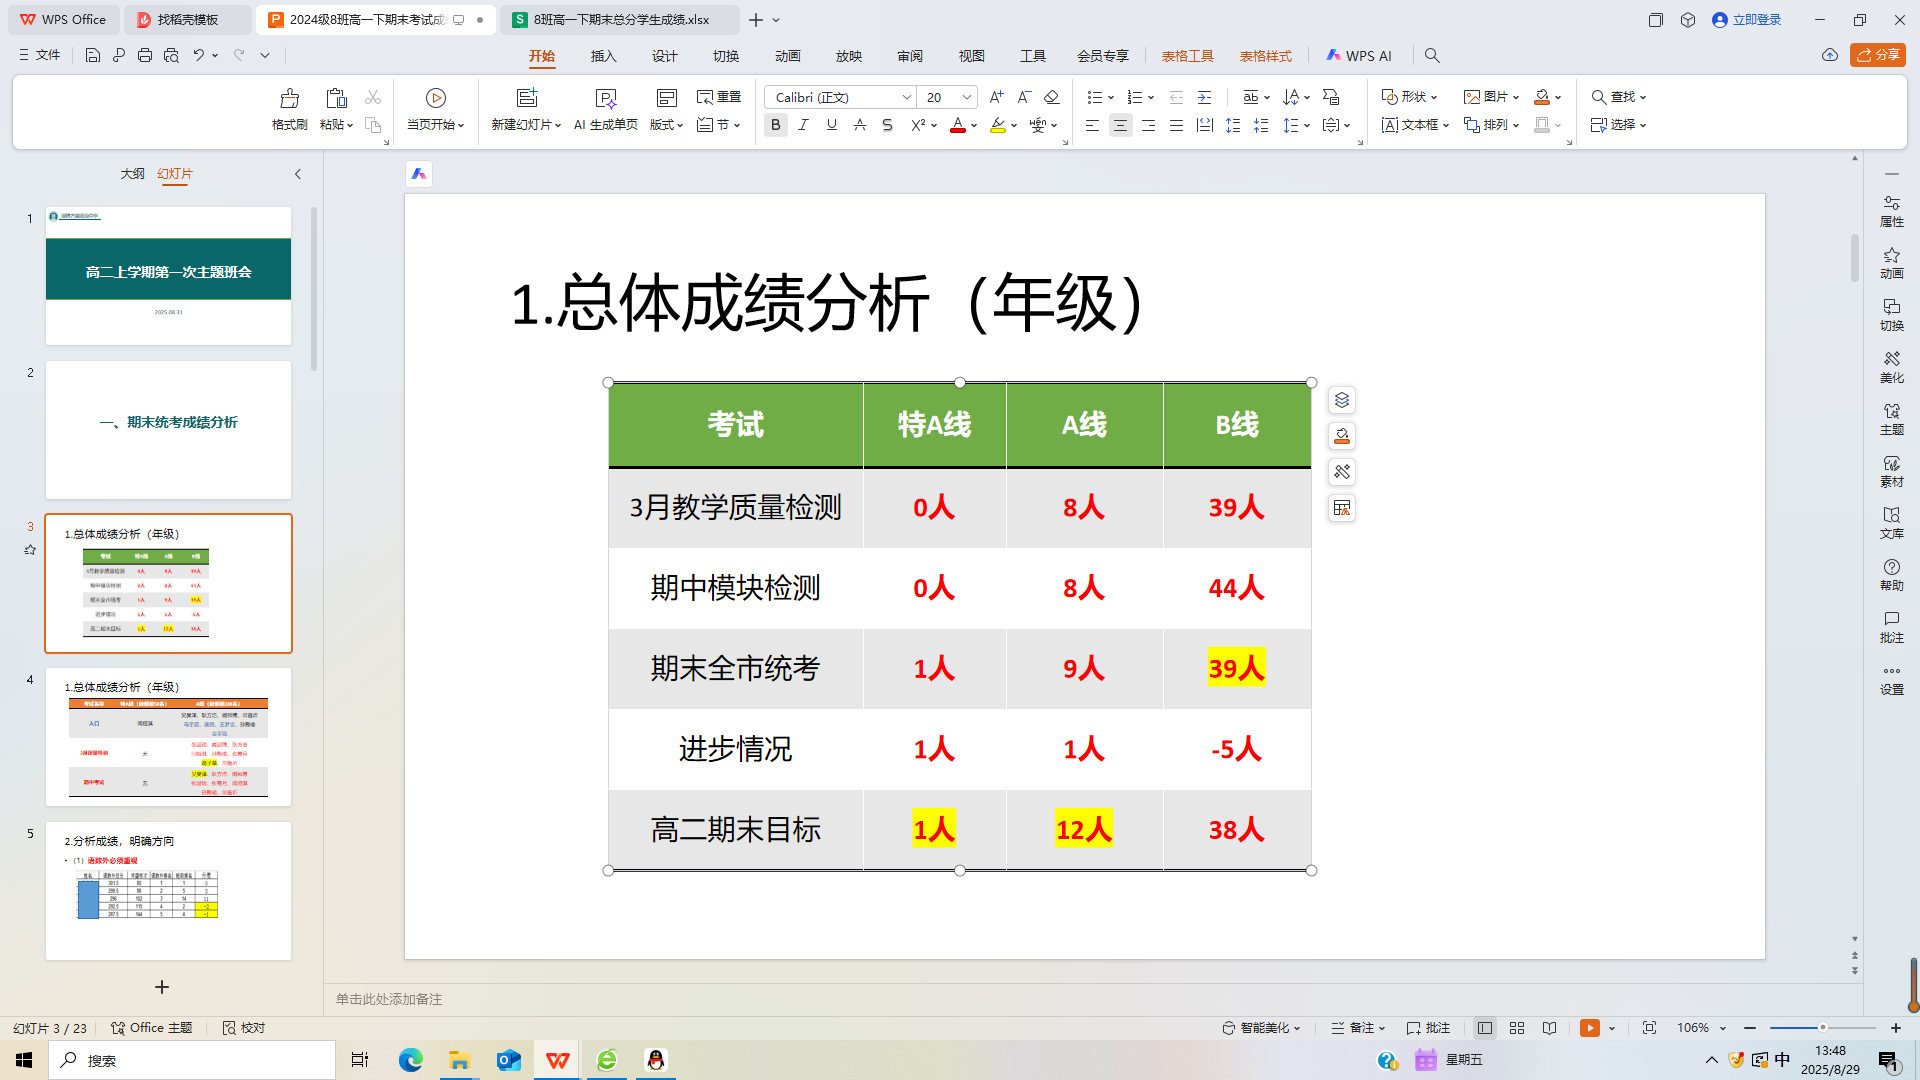 WPS Office
找稻壳模板
2024级8班高一下期末考试成
8班高一下期末总分学生成绩.xlsx
立即登录
文件
开始
插入
设计
切换
动画
放映
审阅
视图
工具
会员专享
表格工具
表格样式
WPS AI
分享
格式刷
粘贴
当页开始
新建幻灯片
AI 生成单页
版式
重置
节
Calibri (正文)
20
形状
图片
查找
文本框
排列
选择
大纲
幻灯片
1
高二上学期第一次主题班会
2025.08.31
2
一、期末统考成绩分析
3
1.总体成绩分析（年级）
4
1.总体成绩分析（年级）
5
2.分析成绩，明确方向
（1）语数外必须重视
1.总体成绩分析（年级）
考试 特A线 A线 B线
3月教学质量检测 0人 8人 39人
期中模块检测 0人 8人 44人
期末全市统考 1人 9人 39人
进步情况 1人 1人 -5人
高二期末目标 1人 12人 38人
属性
动画
切换
美化
主题
素材
文库
帮助
批注
设置
单击此处添加备注
幻灯片 3 / 23
Office 主题
校对
智能美化
备注
批注
106%
搜索
星期五
中
13:48
2025/8/29
1